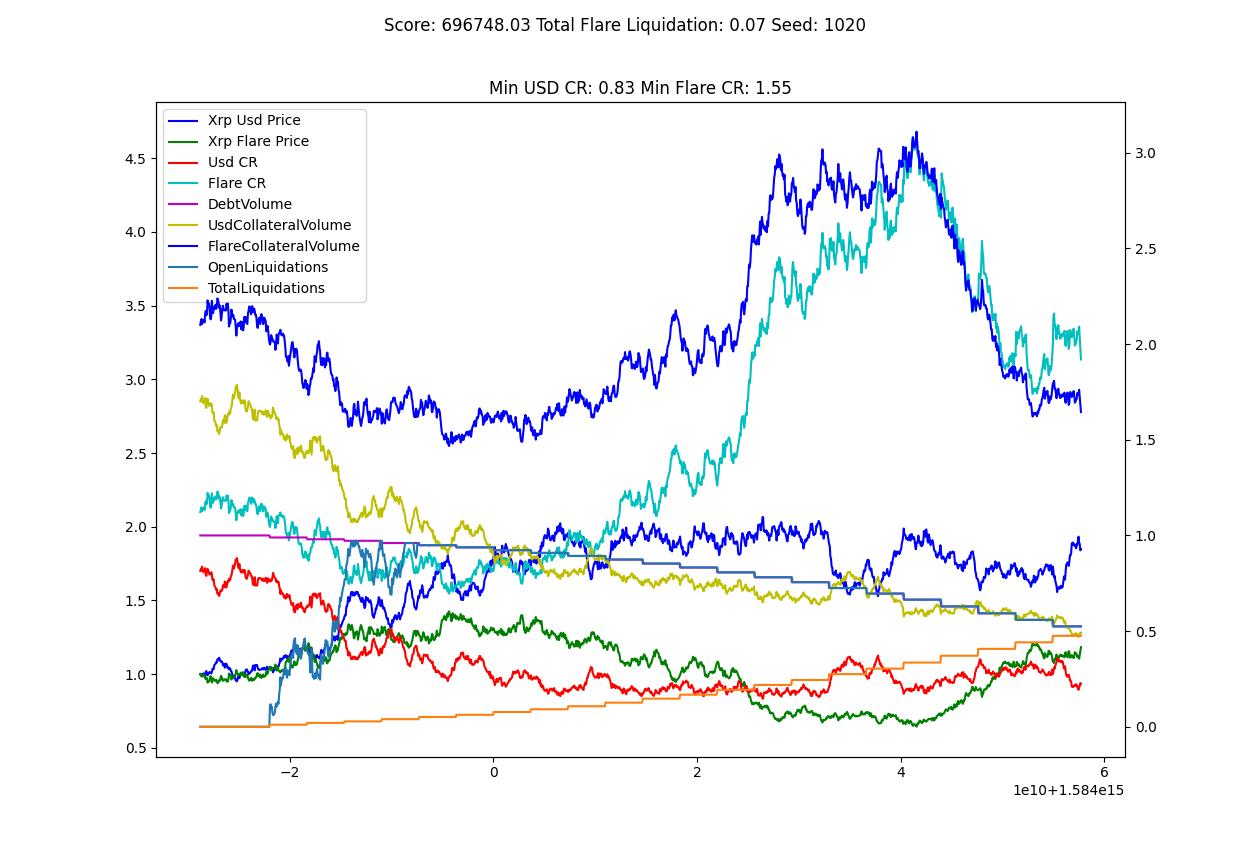 Score: 696748.03 Total Flare Liquidation: 0.07 Seed: 1020
Min USD CR: 0.83 Min Flare CR: 1.55
Xrp Usd Price
Xrp Flare Price
Usd CR
Flare CR
DebtVolume
UsdCollateralVolume
FlareCollateralVolume
OpenLiquidations
TotalLiquidations
4.5
4.0
3.5
3.0
2.5
2.0
1.5
1.0
0.5
3.0
2.5
2.0
1.5
1.0
0.5
0.0
−2
0
2
4
6
1e10+1.584e15